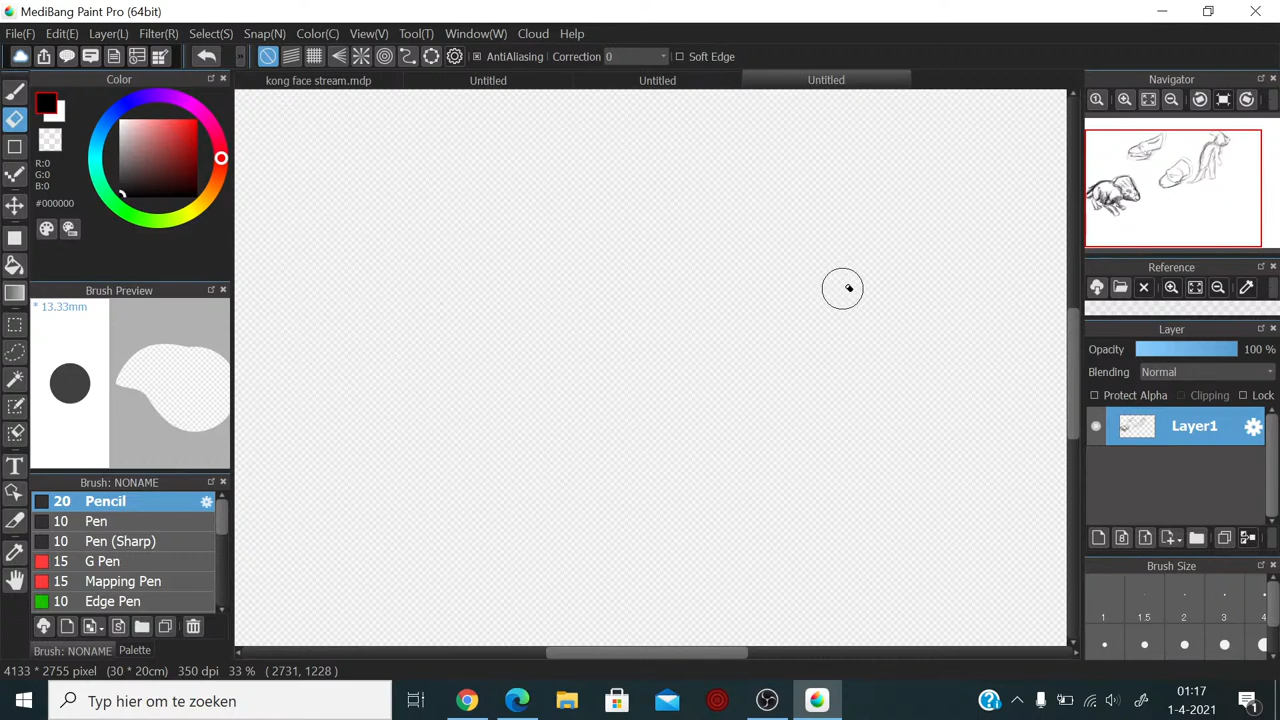 MediBang Paint Pro (64bit)
File(F) Edit(E) Layer(L) Filter(R) Select(S) Snap(N) Color(C) View(V) Tool(T) Window(W) Cloud Help
AntiAliasing Correction 0 Soft Edge
Color
kong face stream.mdp Untitled Untitled Untitled
Navigator
R:0
G:0
B:0
#000000
Brush Preview
* 13.33mm
Reference
Layer
Opacity 100 %
Blending Normal
Protect Alpha Clipping Lock
Layer1
Brush: NONAME
20 Pencil
10 Pen
10 Pen (Sharp)
15 G Pen
15 Mapping Pen
10 Edge Pen
Brush Size
1 1.5 2 3 4
Brush: NONAME Palette
4133 * 2755 pixel (30 * 20cm) 350 dpi 33 % ( 2731, 1228 )
Typ hier om te zoeken
01:17
1-4-2021
1